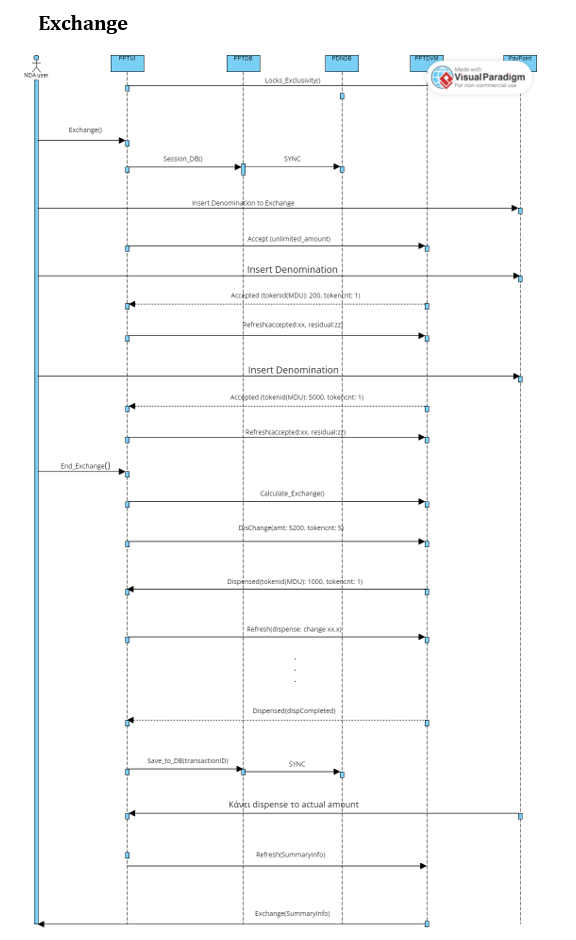 Exchange
NDA user
PPTUI
PPTDB
PDNDB
PPTDVM
PayPoint
Made with
VisualParadigm
For non-commercial use
Locks_Exclusivity()
Exchange()
Session_DB()
SYNC
Insert Denomination to Exchange
Accept (unlimited_amount)
Insert Denomination
Accepted (tokenid(MDU): 200, tokencnt: 1)
Refresh(accepted:xx, residual:zz)
Insert Denomination
Accepted (tokenid(MDU): 5000, tokencnt: 1)
Refresh(accepted:xx, residual:zz)
End_Exchange()
Calculate_Exchange()
DisChange(amt: 5200, tokencnt: 5)
Dispensed(tokenid(MDU): 1000, tokencnt: 1)
Refresh(dispense: change xx.x)
.
.
.
Dispensed(dispCompleted)
Save_to_DB(transactionID)
SYNC
Κάνει dispense το actual amount
Refresh(SummaryInfo)
Exchange(SummaryInfo)